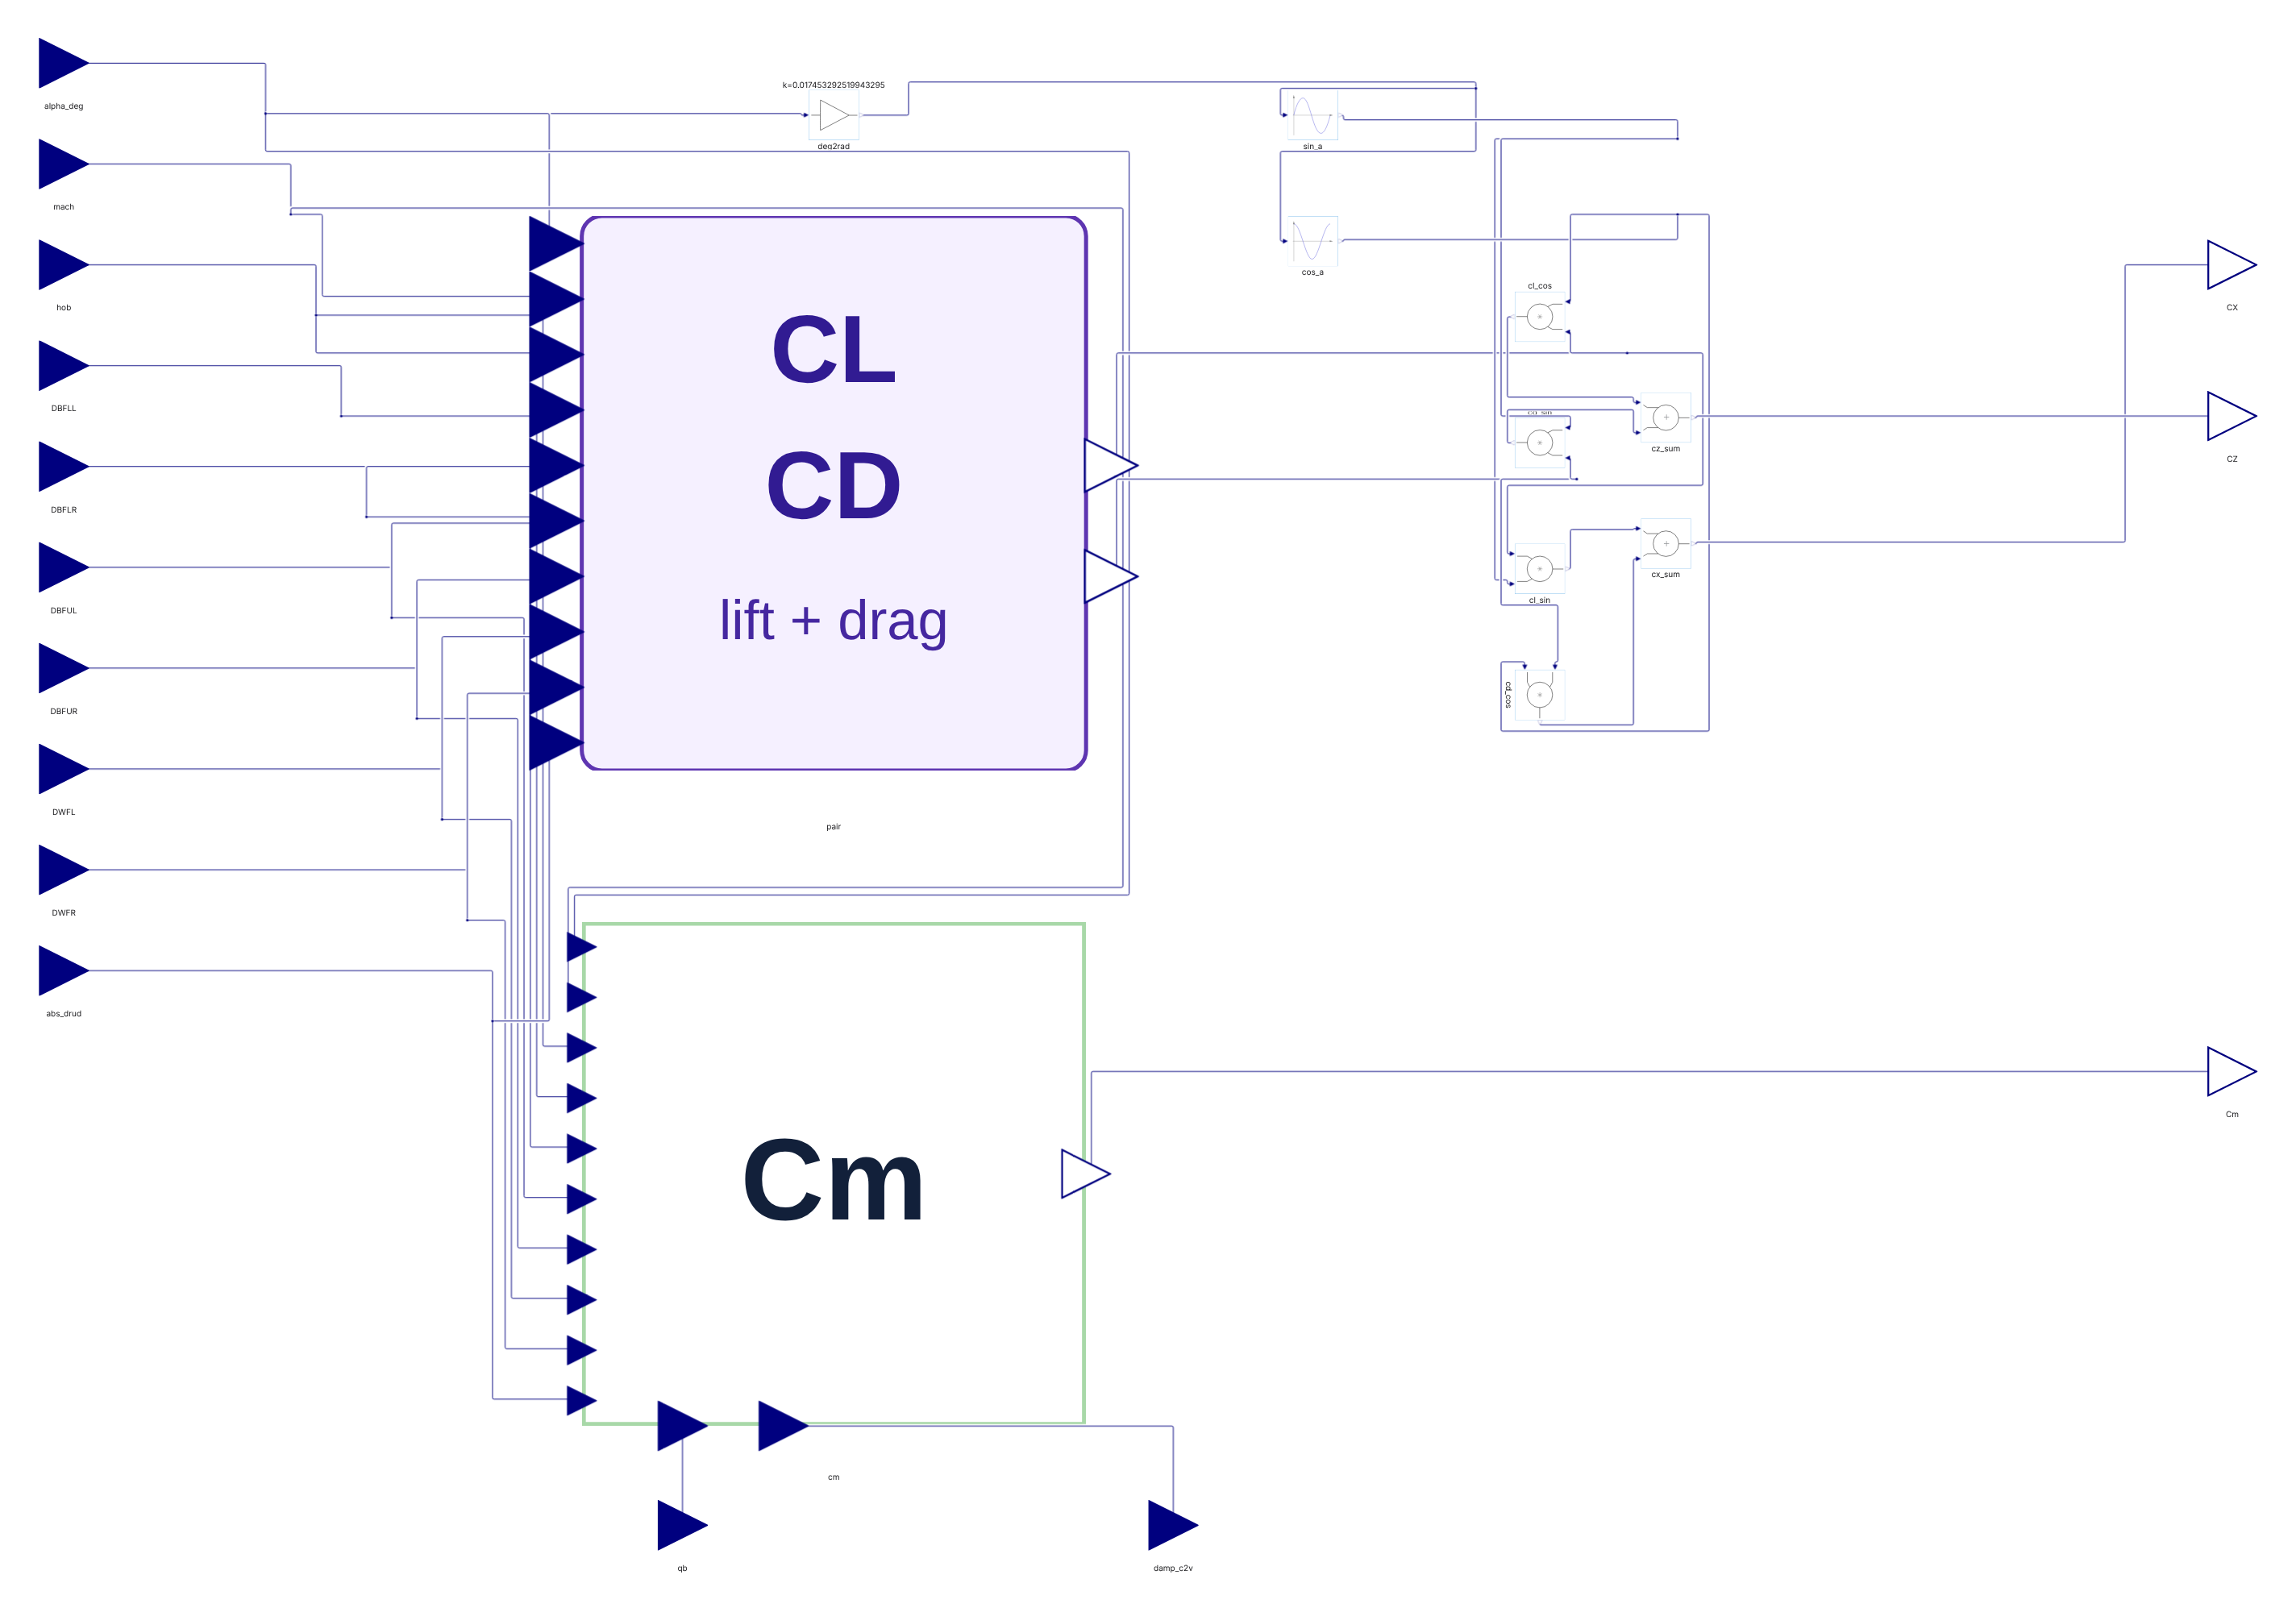 k=0.017453292519943295
alpha_deg
deg2rad
sin_a
mach
cos_a
cl_cos
hob
CX
CL
DBFLL
cz_sum
CZ
CD
DBFLR
cx_sum
DBFUL
cl_sin
lift + drag
DBFUR
cd_cos
DWFL
pair
DWFR
abs_drud
Cm
Cm
cm
qb
damp_c2v